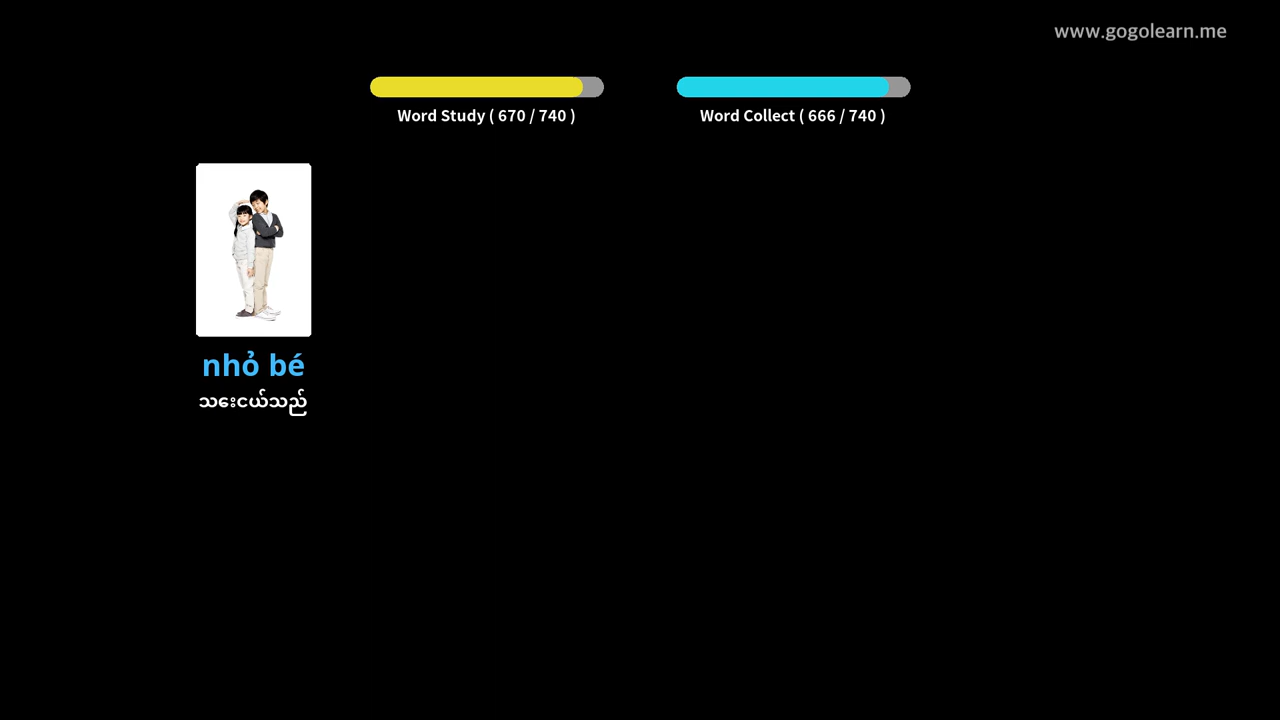 www.gogolearn.me
Word Study ( 670 / 740 )
Word Collect ( 666 / 740 )
nhỏ bé
သေးငယ်သည်